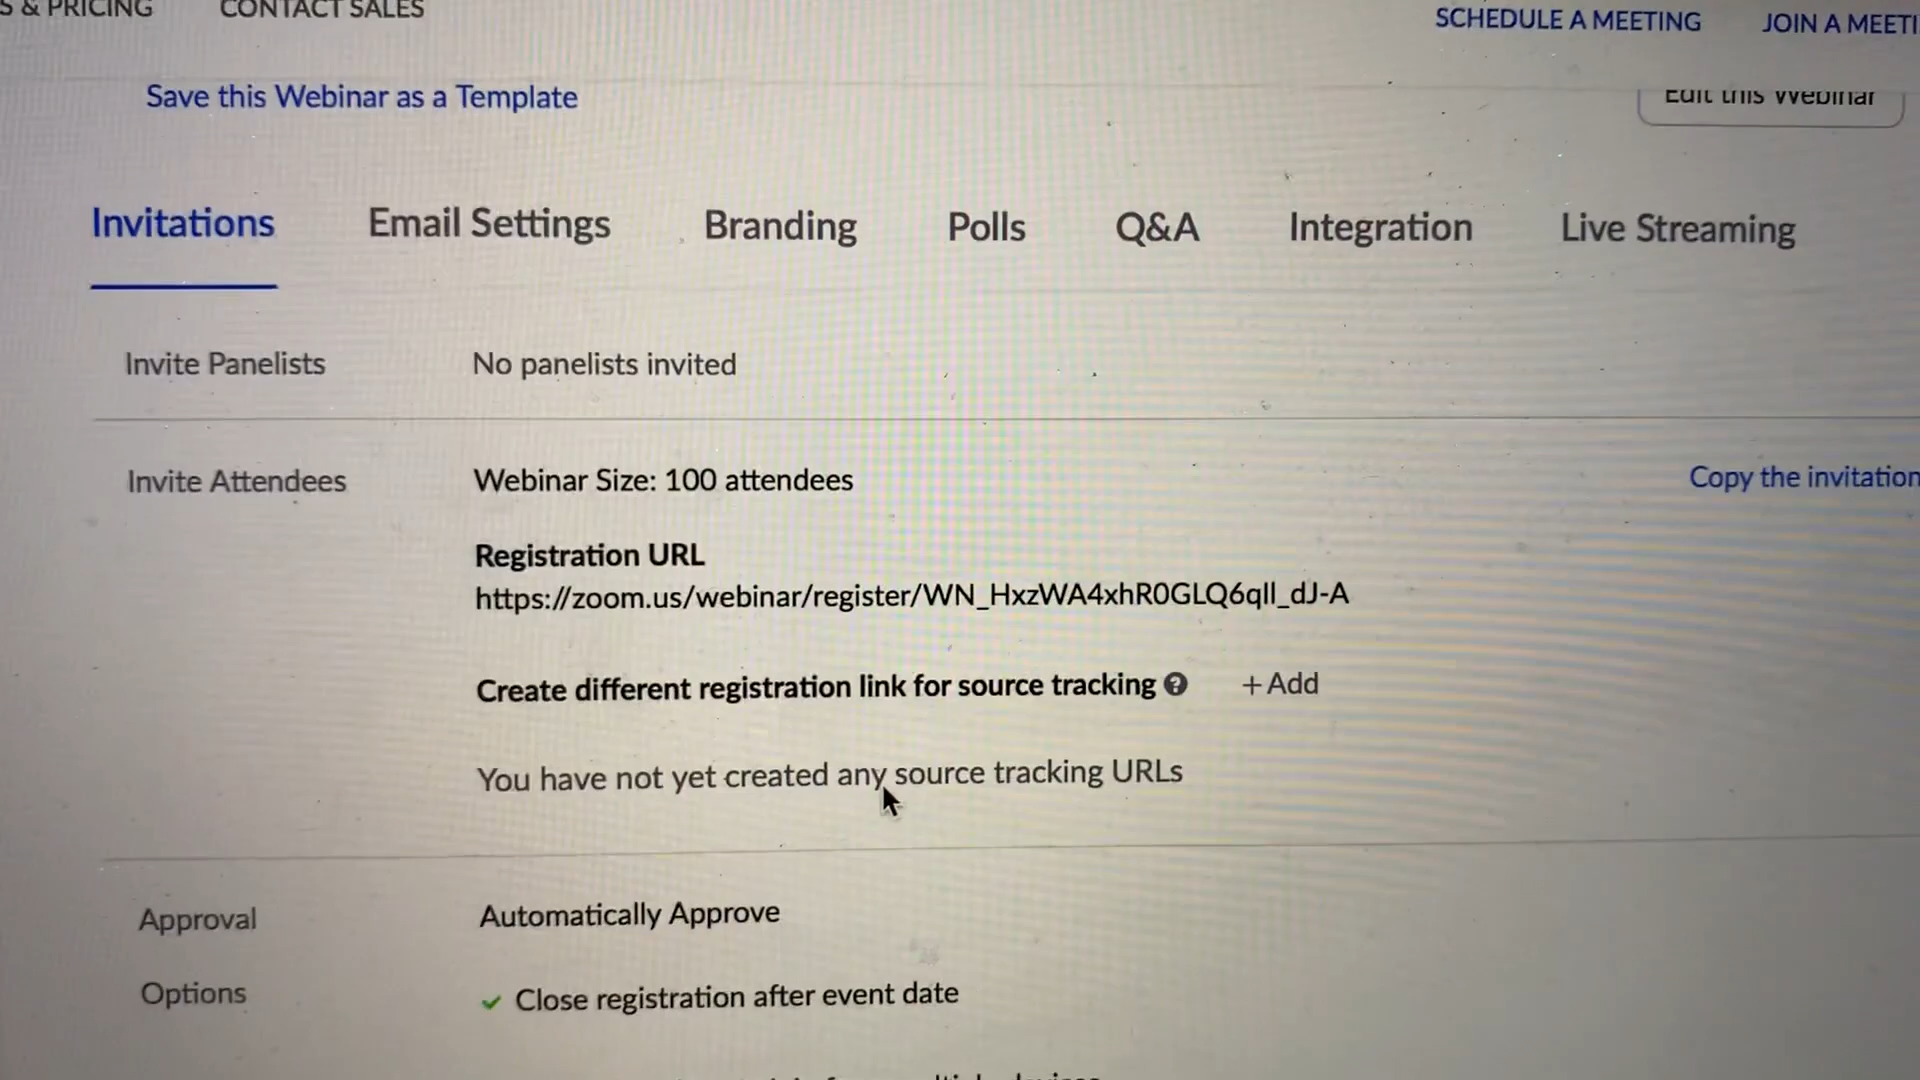 S & PRICING CONTACT SALES SCHEDULE A MEETING JOIN A MEETI
Save this Webinar as a Template Edit this Webinar
Invitations Email Settings Branding Polls Q&A Integration Live Streaming
Invite Panelists No panelists invited
Invite Attendees Webinar Size: 100 attendees Copy the invitation
Registration URL
https://zoom.us/webinar/register/WN_HxzWA4xhR0GLQ6qll_dJ-A
Create different registration link for source tracking ? +Add
You have not yet created any source tracking URLs
Approval Automatically Approve
Options ✓ Close registration after event date